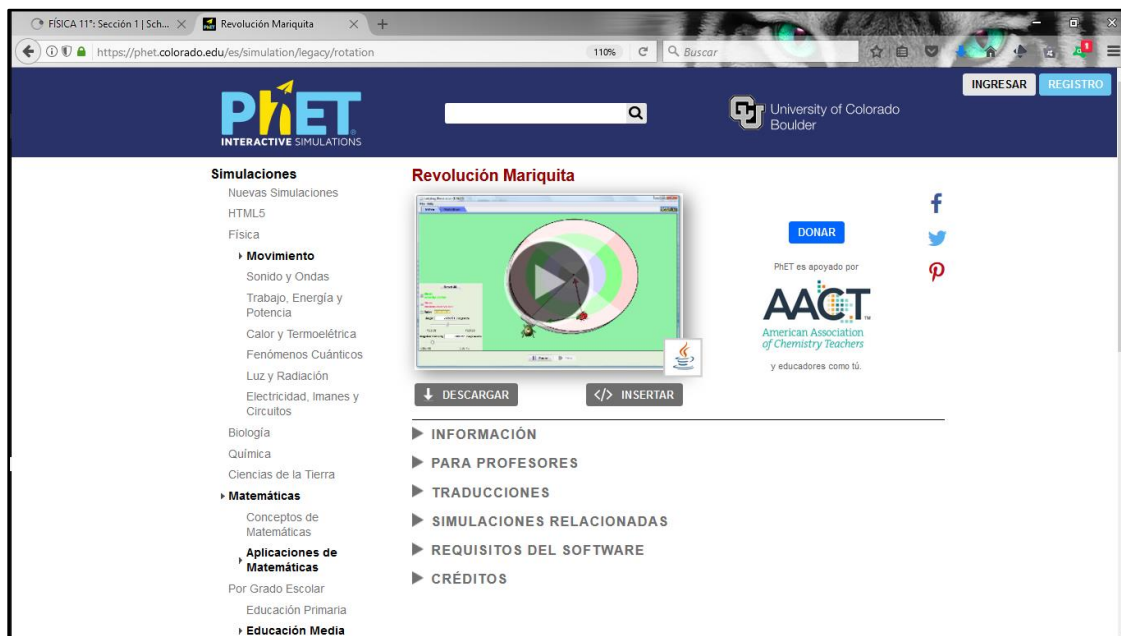 FÍSICA 11°: Sección 1 | Sch...
Revolución Mariquita
https://phet.colorado.edu/es/simulation/legacy/rotation
110%
Buscar
1
INGRESAR
REGISTRO
PhET
INTERACTIVE SIMULATIONS
CU
University of Colorado
Boulder
Simulaciones
Nuevas Simulaciones
HTML5
Física
Movimiento
Sonido y Ondas
Trabajo, Energía y
Potencia
Calor y Termoelétrica
Fenómenos Cuánticos
Luz y Radiación
Electricidad, Imanes y
Circuitos
Biología
Química
Ciencias de la Tierra
Matemáticas
Conceptos de
Matemáticas
Aplicaciones de
Matemáticas
Por Grado Escolar
Educación Primaria
Educación Media
Revolución Mariquita
DESCARGAR
</> INSERTAR
INFORMACIÓN
PARA PROFESORES
TRADUCCIONES
SIMULACIONES RELACIONADAS
REQUISITOS DEL SOFTWARE
CRÉDITOS
DONAR
PhET es apoyado por
AACT
American Association
of Chemistry Teachers
y educadores como tú.